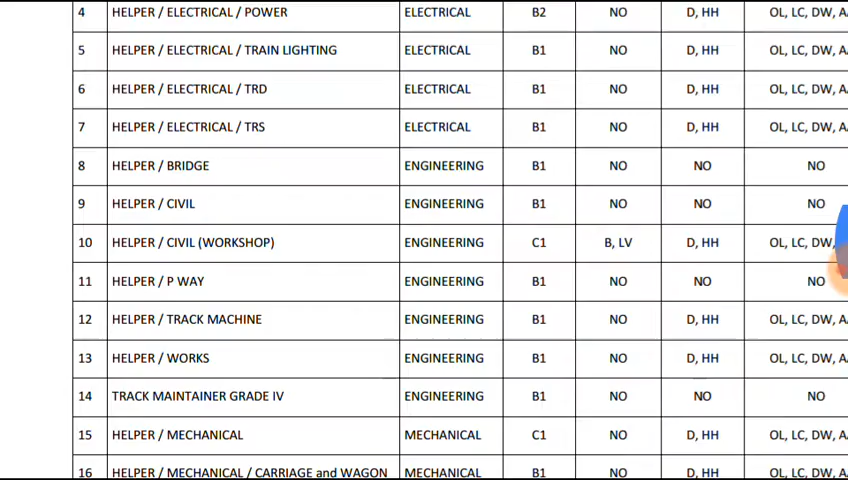 4 HELPER / ELECTRICAL / POWER ELECTRICAL B2 NO D, HH OL, LC, DW,
5 HELPER / ELECTRICAL / TRAIN LIGHTING ELECTRICAL B1 NO D, HH OL, LC, DW,
6 HELPER / ELECTRICAL / TRD ELECTRICAL B1 NO D, HH OL, LC, DW,
7 HELPER / ELECTRICAL / TRS ELECTRICAL B1 NO D, HH OL, LC, DW,
8 HELPER / BRIDGE ENGINEERING B1 NO NO NO
9 HELPER / CIVIL ENGINEERING B1 NO NO NO
10 HELPER / CIVIL (WORKSHOP) ENGINEERING C1 B, LV D, HH OL, LC, DW,
11 HELPER / P WAY ENGINEERING B1 NO NO NO
12 HELPER / TRACK MACHINE ENGINEERING B1 NO D, HH OL, LC, DW,
13 HELPER / WORKS ENGINEERING B1 NO D, HH OL, LC, DW,
14 TRACK MAINTAINER GRADE IV ENGINEERING B1 NO NO NO
15 HELPER / MECHANICAL MECHANICAL C1 NO D, HH OL, LC, DW,
16 HELPER / MECHANICAL / CARRIAGE and WAGON MECHANICAL B1 NO D, HH OL, LC, DW,